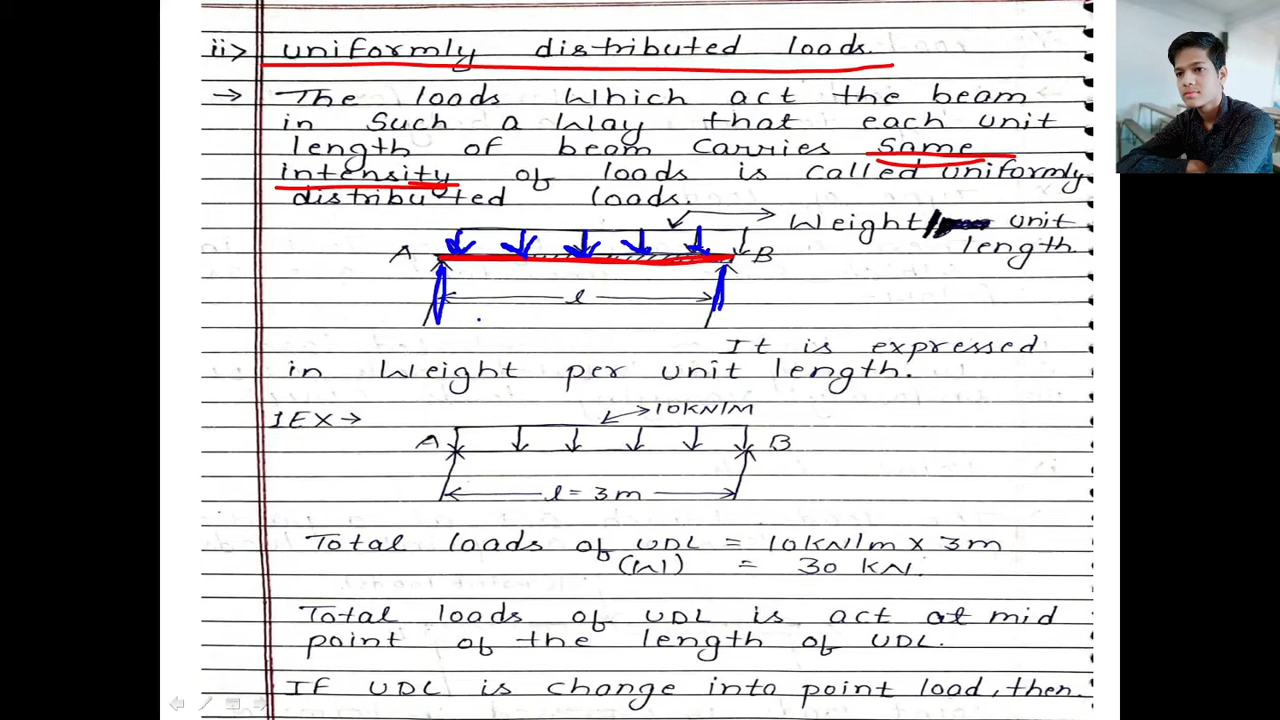 ii> uniformly distributed loads.
→ The loads which act the beam
in such a way that each unit
length of beam carries same
intensity of loads is called uniformly
distributed loads.
Weight/ unit
length.
A B
l
It is expressed
in weight per unit length.
1EX→ 10KN/M
A B
l = 3m
Total loads of UDL = 10KN/m × 3m
(W) = 30 KN.
Total loads of UDL is act at mid
point of the length of UDL.
If UDL is change into point load, then.